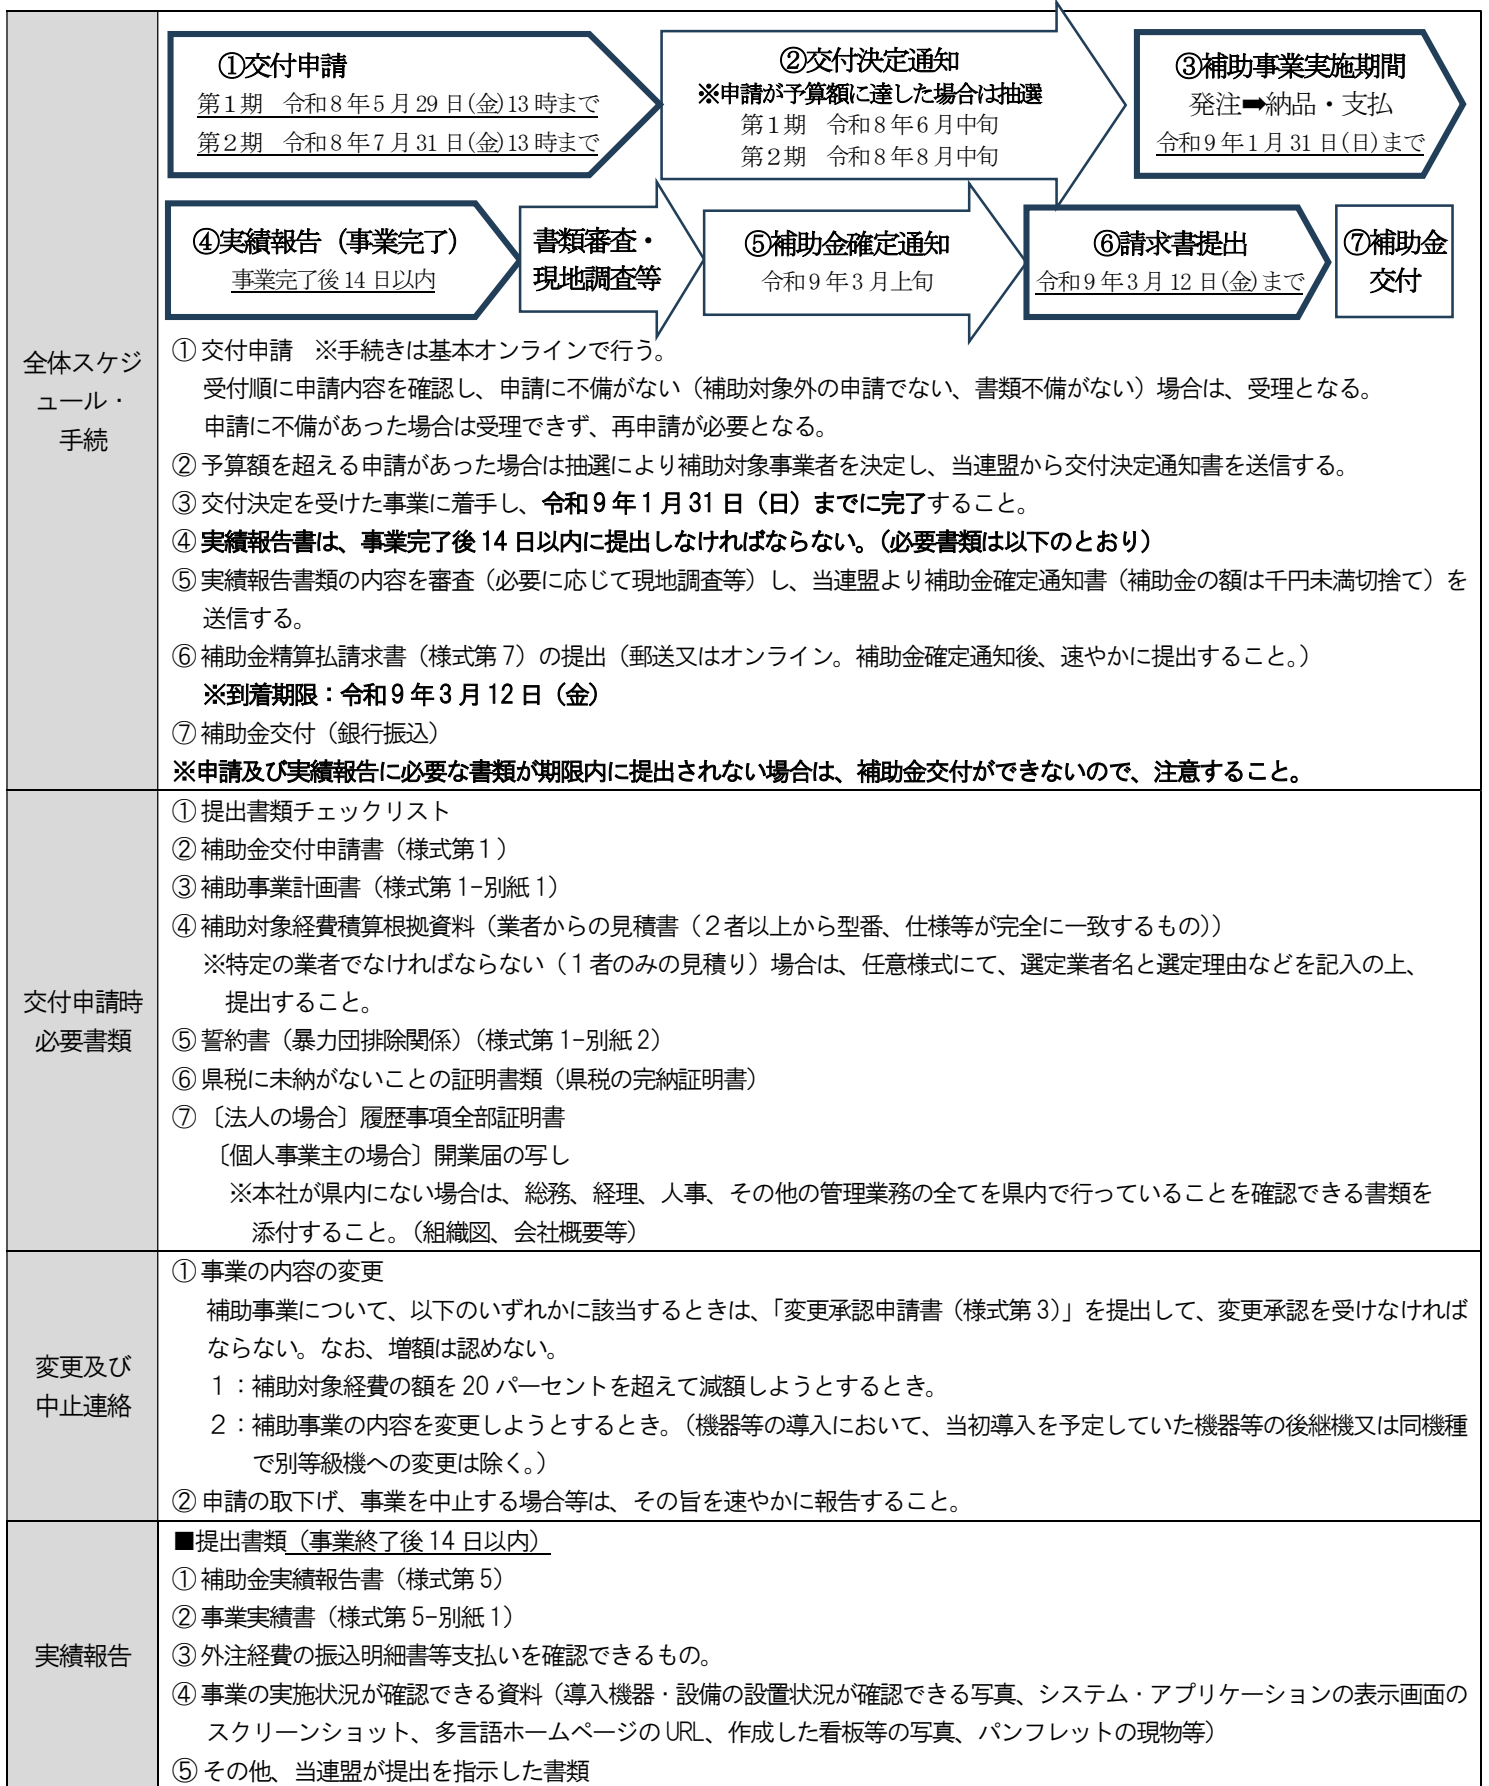 全体スケジ
ュール・
手続
①交付申請
第1期　令和8年5月29日(金)13時まで
第2期　令和8年7月31日(金)13時まで
②交付決定通知
※申請が予算額に達した場合は抽選
第1期　令和8年6月中旬
第2期　令和8年8月中旬
③補助事業実施期間
発注➡納品・支払
令和9年1月31日(日)まで
④実績報告（事業完了）
事業完了後14日以内
書類審査・
現地調査等
⑤補助金確定通知
令和9年3月上旬
⑥請求書提出
令和9年3月12日(金)まで
⑦補助金
交付
① 交付申請　※手続きは基本オンラインで行う。
受付順に申請内容を確認し、申請に不備がない（補助対象外の申請でない、書類不備がない）場合は、受理となる。
申請に不備があった場合は受理できず、再申請が必要となる。
② 予算額を超える申請があった場合は抽選により補助対象事業者を決定し、当連盟から交付決定通知書を送信する。
③ 交付決定を受けた事業に着手し、令和9年1月31日（日）までに完了すること。
④ 実績報告書は、事業完了後14日以内に提出しなければならない。（必要書類は以下のとおり）
⑤ 実績報告書類の内容を審査（必要に応じて現地調査等）し、当連盟より補助金確定通知書（補助金の額は千円未満切捨て）を
送信する。
⑥ 補助金精算払請求書（様式第7）の提出（郵送又はオンライン。補助金確定通知後、速やかに提出すること。）
※到着期限：令和9年3月12日（金）
⑦ 補助金交付（銀行振込）
※申請及び実績報告に必要な書類が期限内に提出されない場合は、補助金交付ができないので、注意すること。
交付申請時
必要書類
① 提出書類チェックリスト
② 補助金交付申請書（様式第１）
③ 補助事業計画書（様式第1-別紙1）
④ 補助対象経費積算根拠資料（業者からの見積書（２者以上から型番、仕様等が完全に一致するもの））
※特定の業者でなければならない（１者のみの見積り）場合は、任意様式にて、選定業者名と選定理由などを記入の上、
提出すること。
⑤ 誓約書（暴力団排除関係）（様式第1-別紙2）
⑥ 県税に未納がないことの証明書類（県税の完納証明書）
⑦ 〔法人の場合〕履歴事項全部証明書
〔個人事業主の場合〕開業届の写し
※本社が県内にない場合は、総務、経理、人事、その他の管理業務の全てを県内で行っていることを確認できる書類を
添付すること。（組織図、会社概要等）
変更及び
中止連絡
① 事業の内容の変更
補助事業について、以下のいずれかに該当するときは、「変更承認申請書（様式第3）」を提出して、変更承認を受けなければ
ならない。なお、増額は認めない。
１：補助対象経費の額を20パーセントを超えて減額しようとするとき。
２：補助事業の内容を変更しようとするとき。（機器等の導入において、当初導入を予定していた機器等の後継機又は同機種
で別等級機への変更は除く。）
② 申請の取下げ、事業を中止する場合等は、その旨を速やかに報告すること。
実績報告
■提出書類（事業終了後14日以内）
① 補助金実績報告書（様式第5）
② 事業実績書（様式第5-別紙1）
③ 外注経費の振込明細書等支払いを確認できるもの。
④ 事業の実施状況が確認できる資料（導入機器・設備の設置状況が確認できる写真、システム・アプリケーションの表示画面の
スクリーンショット、多言語ホームページのURL、作成した看板等の写真、パンフレットの現物等）
⑤ その他、当連盟が提出を指示した書類